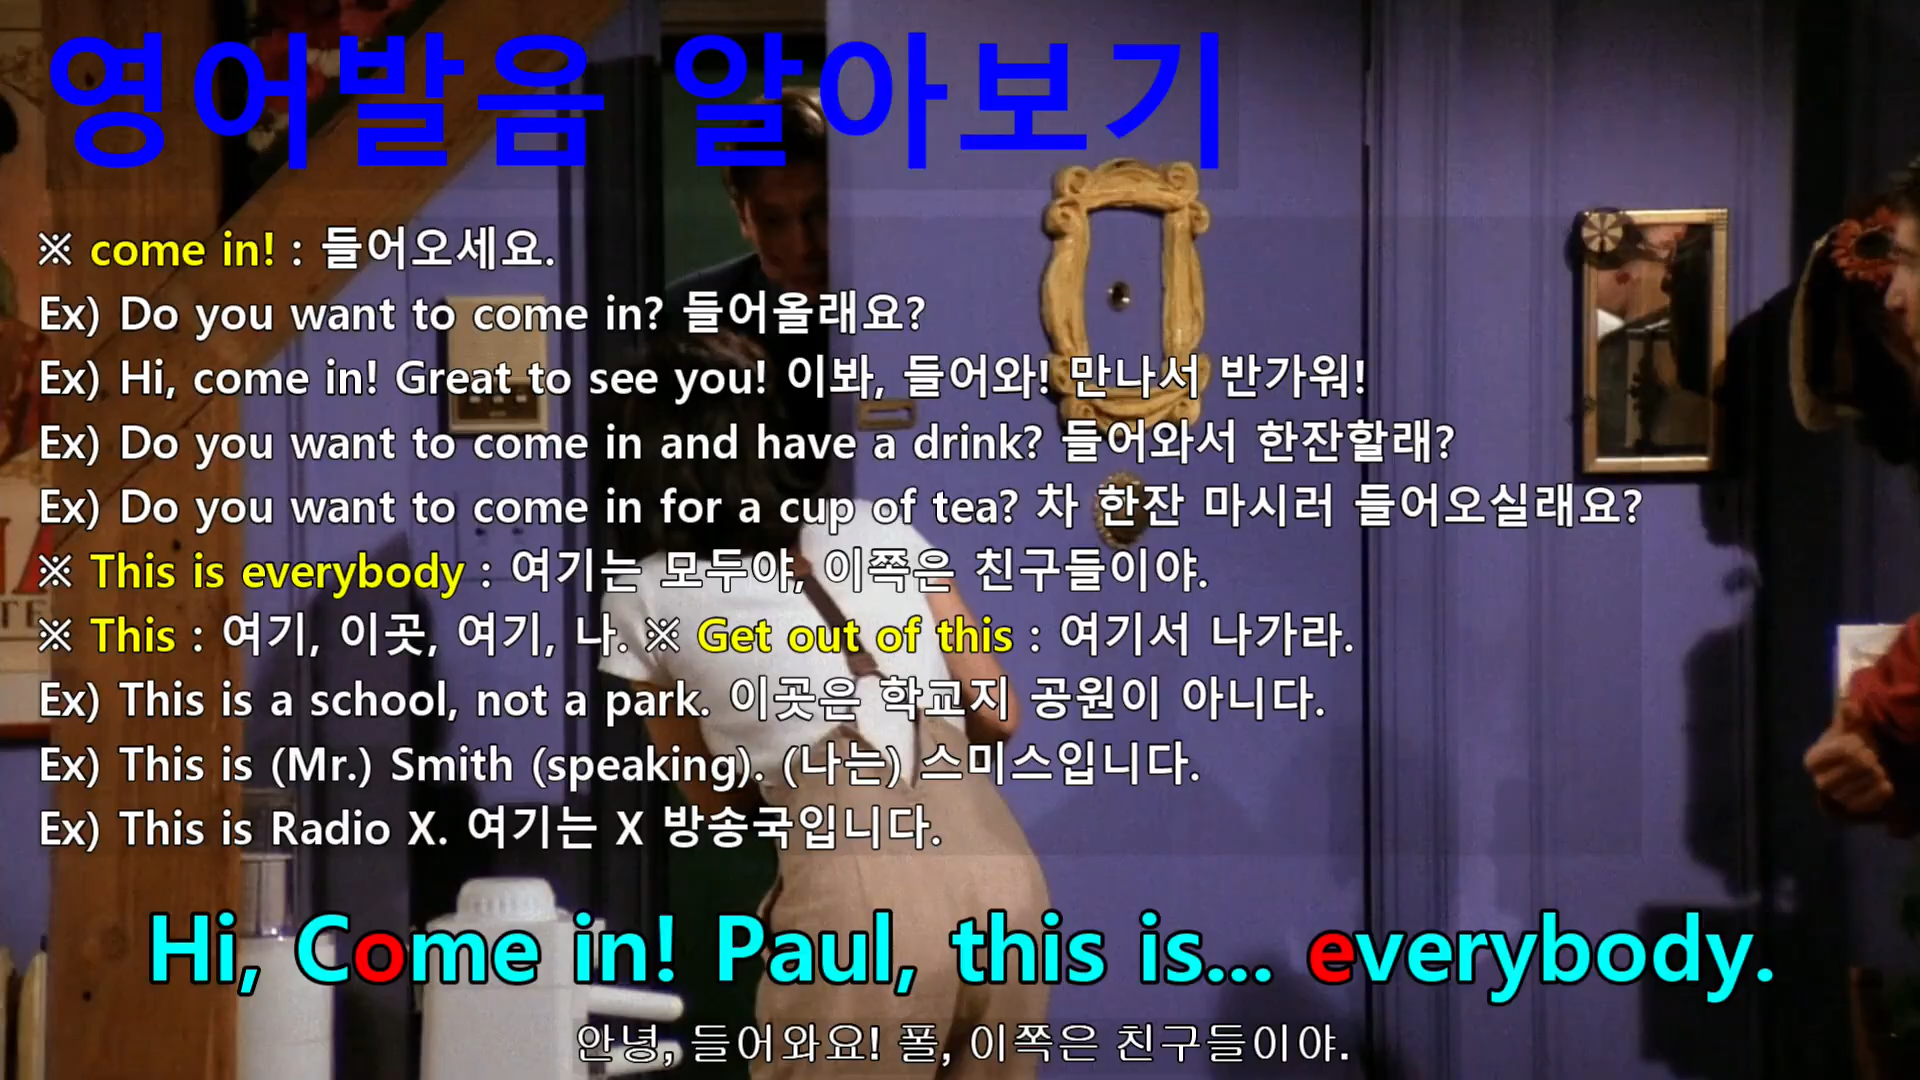 영어발음 알아보기
※ come in! : 들어오세요.
Ex) Do you want to come in? 들어올래요?
Ex) Hi, come in! Great to see you! 이봐, 들어와! 만나서 반가워!
Ex) Do you want to come in and have a drink? 들어와서 한잔할래?
Ex) Do you want to come in for a cup of tea? 차 한잔 마시러 들어오실래요?
※ This is everybody : 여기는 모두야, 이쪽은 친구들이야.
※ This : 여기, 이곳, 여기, 나. ※ Get out of this : 여기서 나가라.
Ex) This is a school, not a park. 이곳은 학교지 공원이 아니다.
Ex) This is (Mr.) Smith (speaking). (나는) 스미스입니다.
Ex) This is Radio X. 여기는 X 방송국입니다.
Hi, Come in! Paul, this is... everybody.
안녕, 들어와요! 폴, 이쪽은 친구들이야.